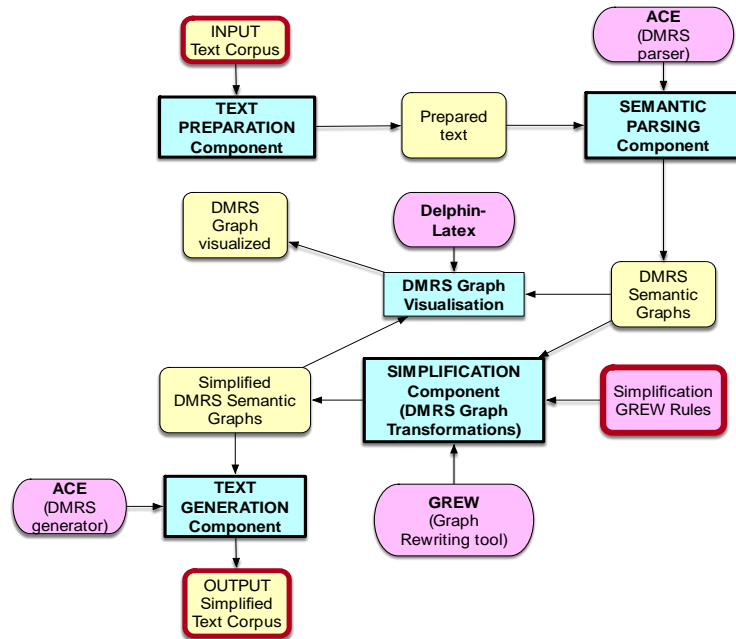 INPUT
Text Corpus
ACE
(DMRS
parser)
TEXT
PREPARATION
Component
Prepared
text
SEMANTIC
PARSING
Component
DMRS
Graph
visualized
Delphin-
Latex
DMRS Graph
Visualisation
DMRS
Semantic
Graphs
Simplified
DMRS Semantic
Graphs
SIMPLIFICATION
Component
(DMRS Graph
Transformations)
Simplification
GREW Rules
ACE
(DMRS
generator)
TEXT
GENERATION
Component
GREW
(Graph
Rewriting tool)
OUTPUT
Simplified
Text Corpus